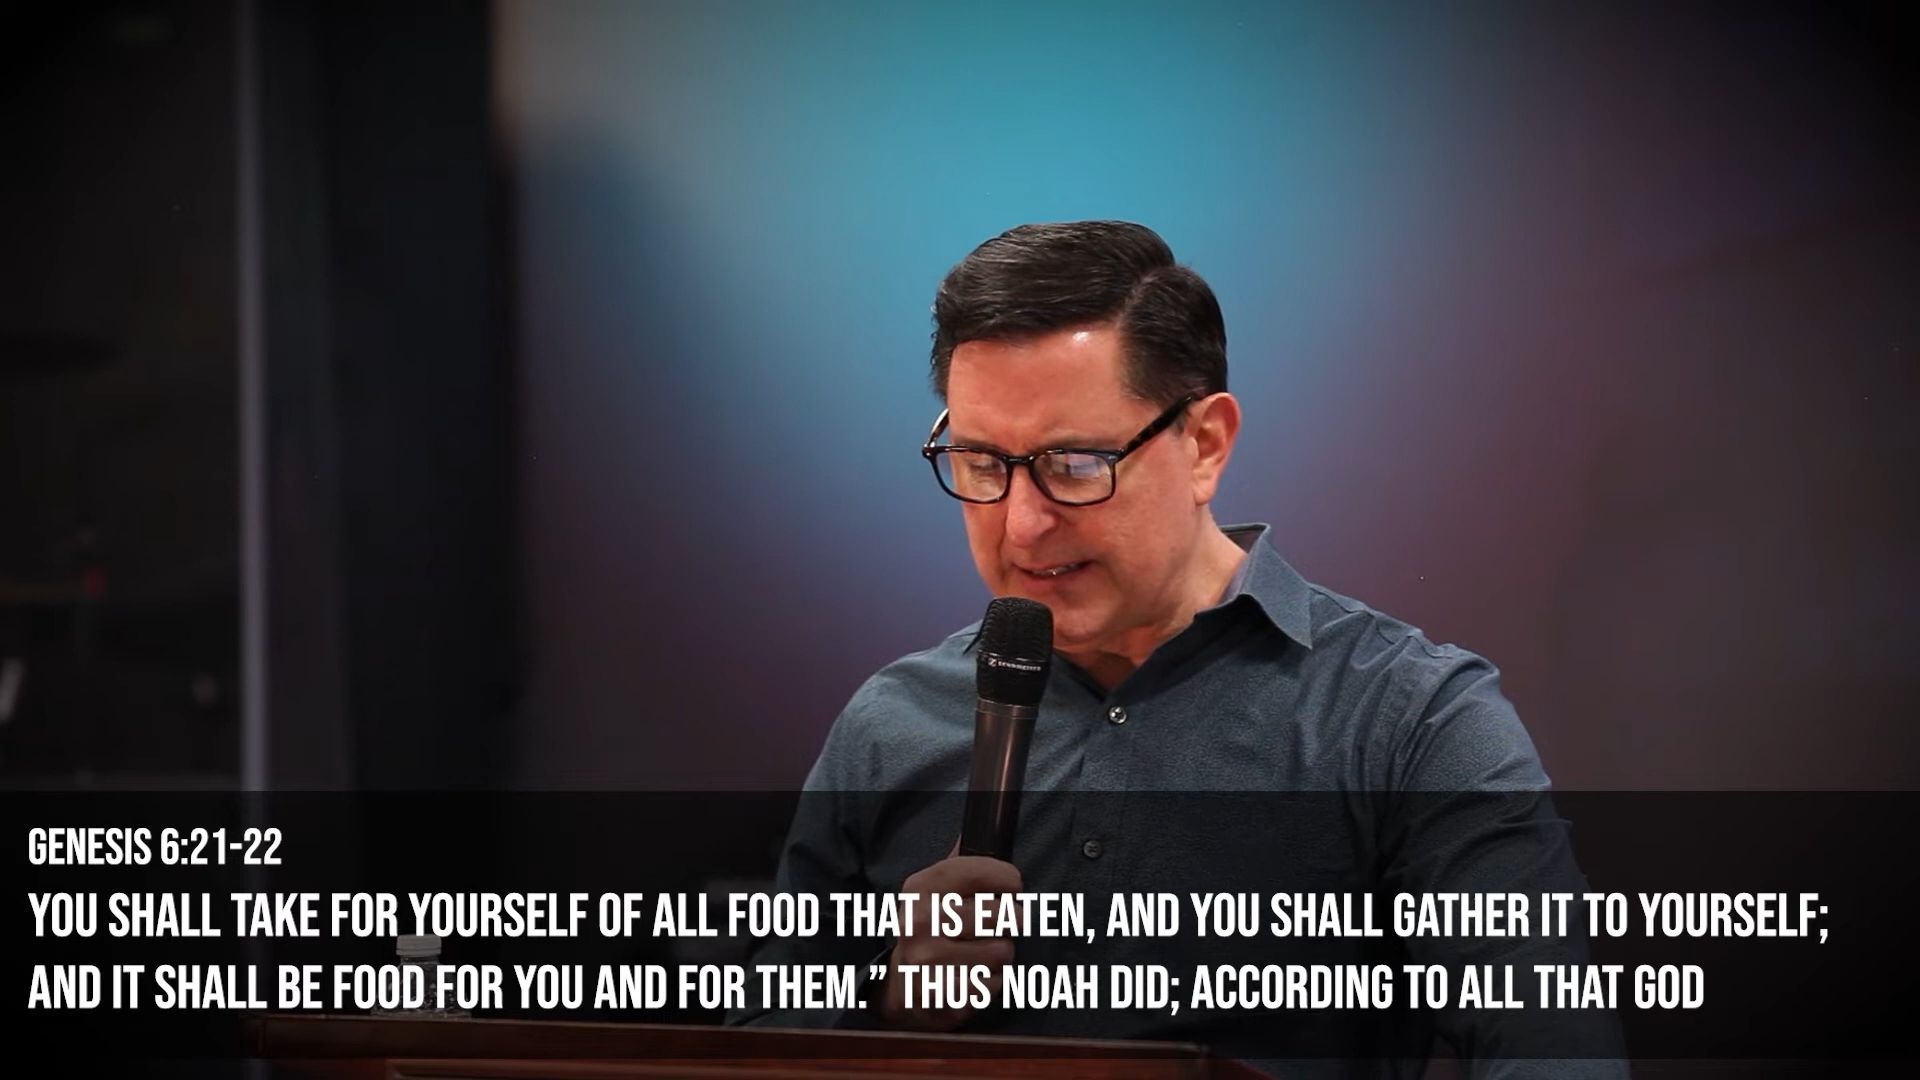 GENESIS 6:21-22
YOU SHALL TAKE FOR YOURSELF OF ALL FOOD THAT IS EATEN, AND YOU SHALL GATHER IT TO YOURSELF;
AND IT SHALL BE FOOD FOR YOU AND FOR THEM.” THUS NOAH DID; ACCORDING TO ALL THAT GOD
SENNHEISER